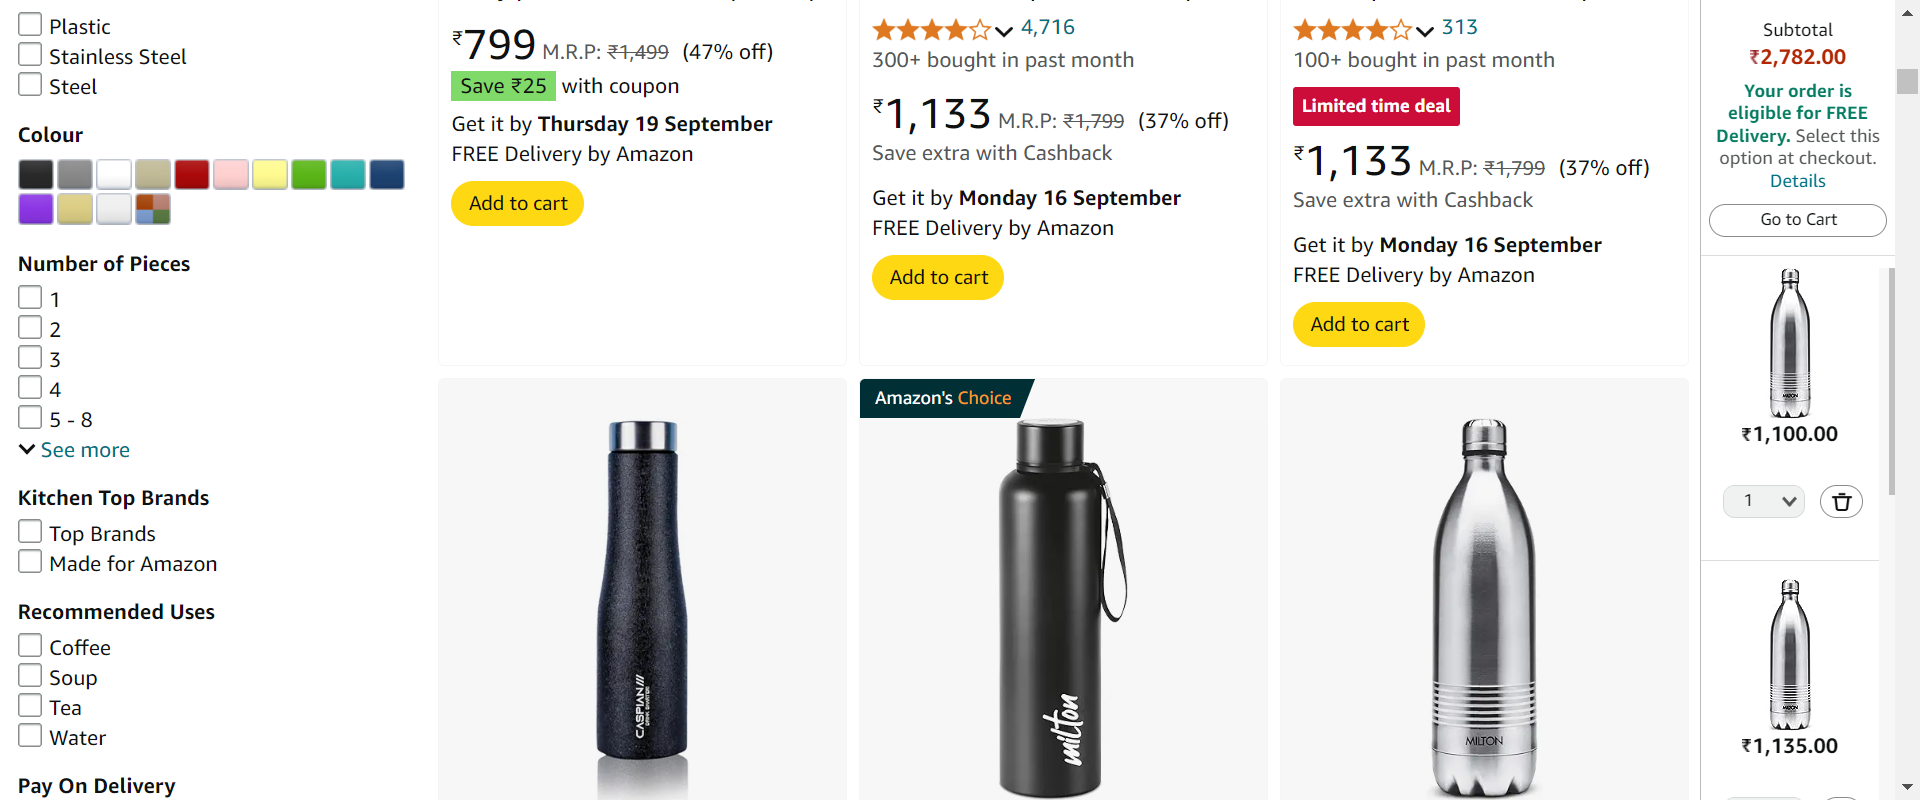 Plastic
Stainless Steel
Steel
Colour
Number of Pieces
1
2
3
4
5 - 8
See more
Kitchen Top Brands
Top Brands
Made for Amazon
Recommended Uses
Coffee
Soup
Tea
Water
Pay On Delivery
₹799 M.R.P: ₹1,499 (47% off)
Save ₹25 with coupon
Get it by Thursday 19 September
FREE Delivery by Amazon
Add to cart
4,716
300+ bought in past month
₹1,133 M.R.P: ₹1,799 (37% off)
Save extra with Cashback
Get it by Monday 16 September
FREE Delivery by Amazon
Add to cart
313
100+ bought in past month
Limited time deal
₹1,133 M.R.P: ₹1,799 (37% off)
Save extra with Cashback
Get it by Monday 16 September
FREE Delivery by Amazon
Add to cart
CASPIAN
Amazon's Choice
milton
MILTON
Subtotal
₹2,782.00
Your order is
eligible for FREE
Delivery. Select this
option at checkout.
Details
Go to Cart
MILTON
₹1,100.00
1
MILTON
₹1,135.00